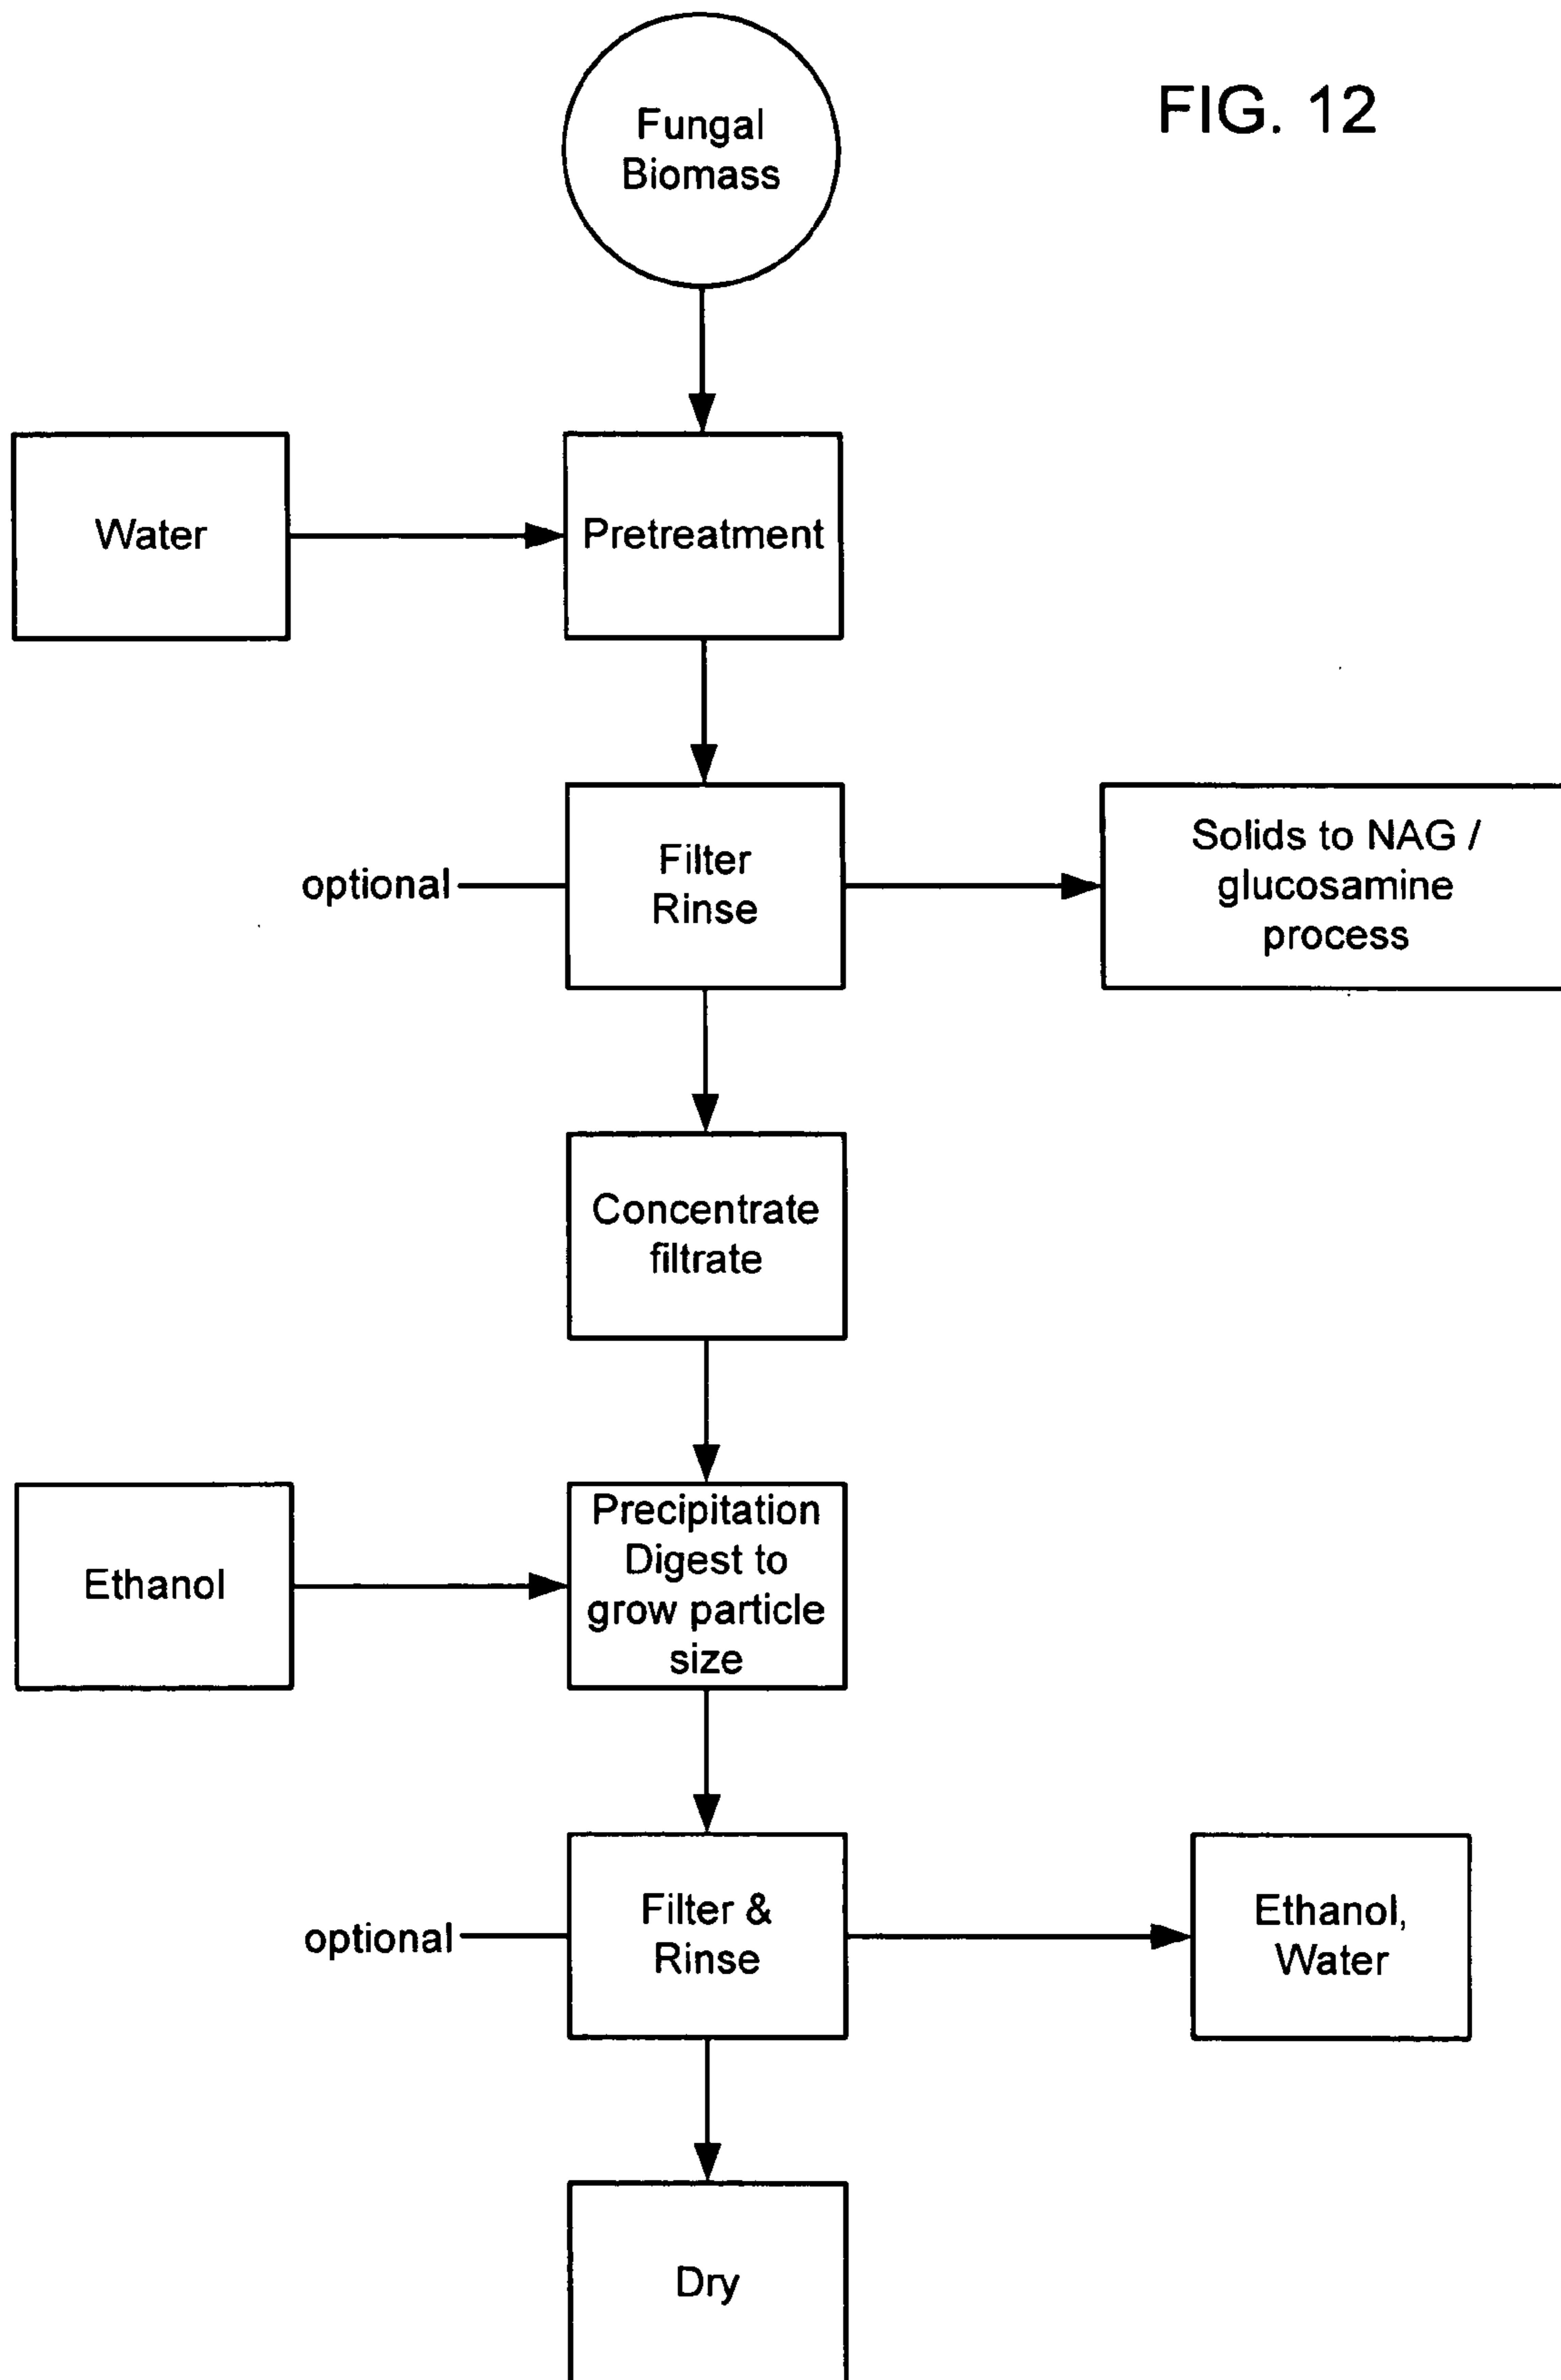 FIG. 12
Fungal
Biomass
Water
Pretreatment
optional
Filter
Rinse
Solids to NAG /
glucosamine
process
Concentrate
filtrate
Ethanol
Precipitation
Digest to
grow particle
size
optional
Filter &
Rinse
Ethanol,
Water
Dry